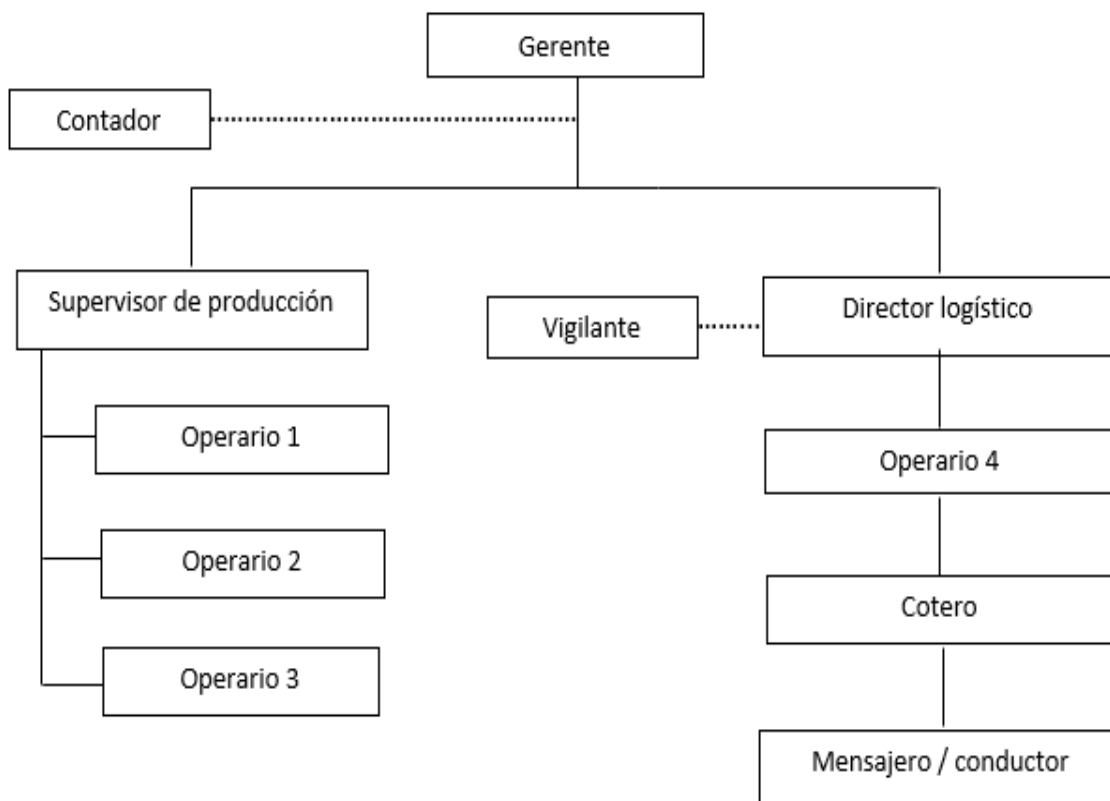 Gerente
Contador
Supervisor de producción
Vigilante
Director logístico
Operario 1
Operario 4
Operario 2
Cotero
Operario 3
Mensajero / conductor